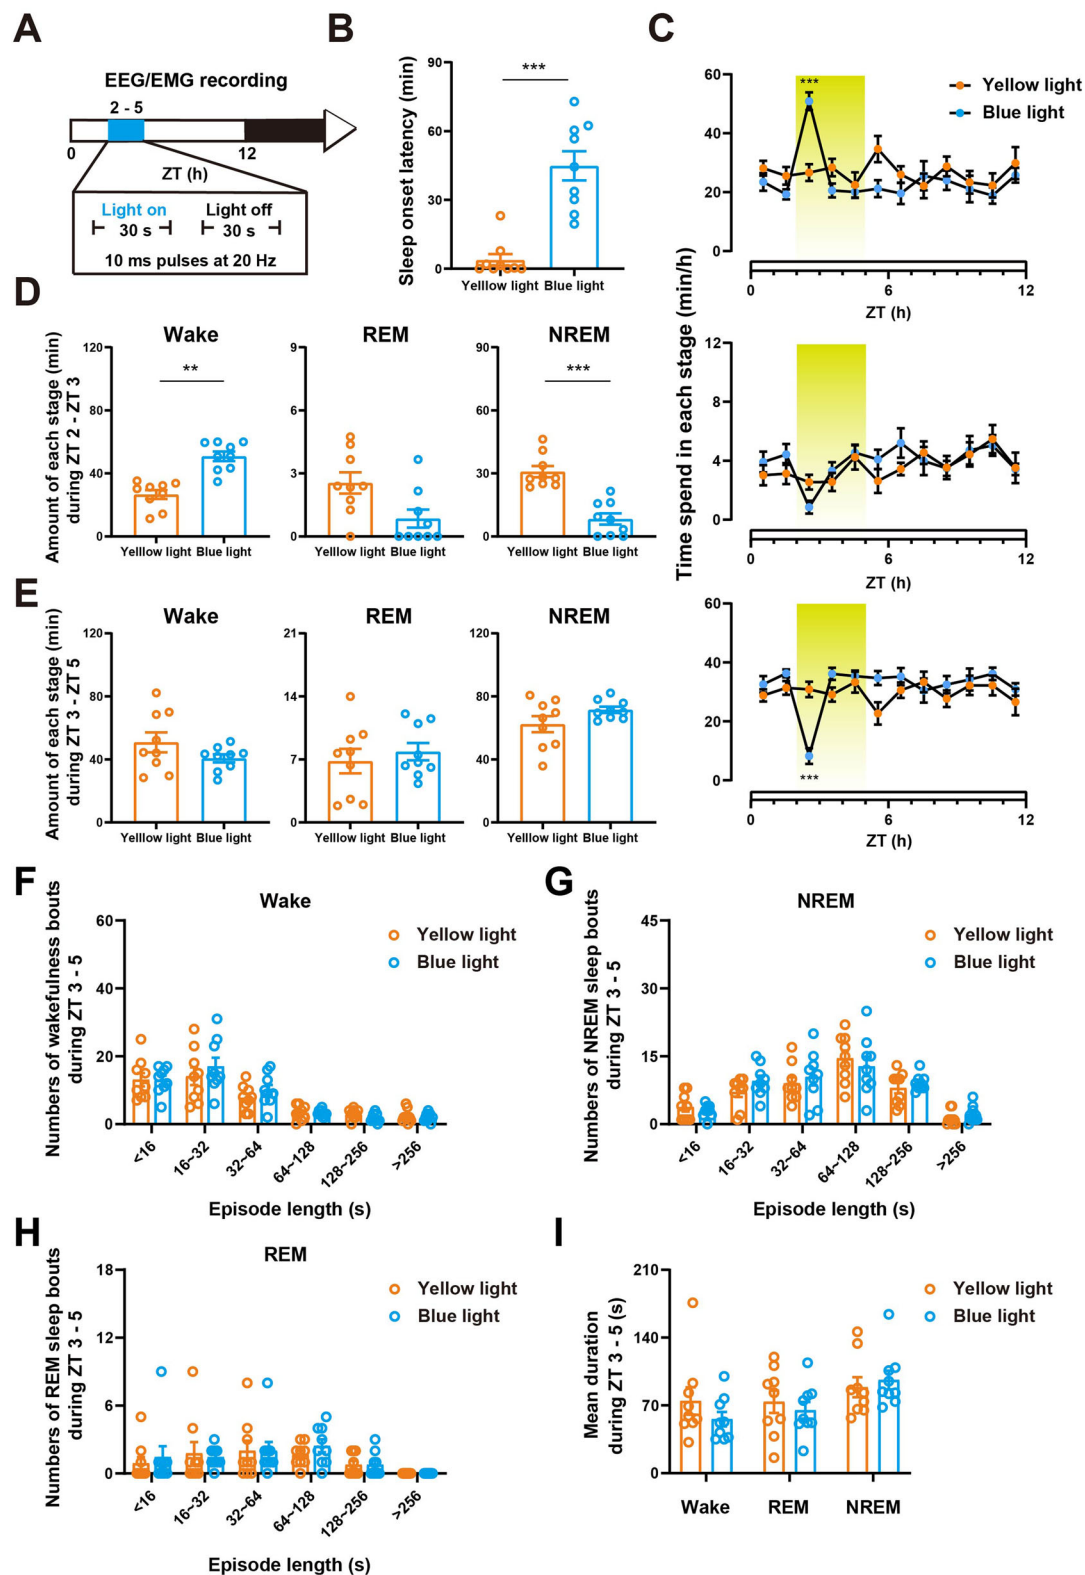 A
EEG/EMG recording
2 - 5
0
12
ZT (h)
Light on
Light off
30 s
30 s
10 ms pulses at 20 Hz
B
Sleep onset latency (min)
90
60
30
0
***
Yelllow light
Blue light
C
Yellow light
Blue light
Time spend in each stage (min/h)
60
40
20
0
***
0
6
12
ZT (h)
12
8
4
0
0
6
12
ZT (h)
60
40
20
0
***
0
6
12
ZT (h)
D
Amount of each stage (min)
during ZT 2 - ZT 3
Wake
120
80
40
0
**
Yelllow light
Blue light
REM
9
6
3
0
Yelllow light
Blue light
NREM
90
60
30
0
***
Yelllow light
Blue light
E
Amount of each stage (min)
during ZT 3 - ZT 5
Wake
120
80
40
0
Yelllow light
Blue light
REM
21
14
7
0
Yelllow light
Blue light
NREM
120
80
40
0
Yelllow light
Blue light
F
Wake
Numbers of wakefulness bouts
during ZT 3 - 5
60
40
20
0
Yellow light
Blue light
<16
16~32
32~64
64~128
128~256
>256
Episode length (s)
G
NREM
Numbers of NREM sleep bouts
during ZT 3 - 5
45
30
15
0
Yellow light
Blue light
<16
16~32
32~64
64~128
128~256
>256
Episode length (s)
H
REM
Numbers of REM sleep bouts
during ZT 3 - 5
18
12
6
0
Yellow light
Blue light
<16
16~32
32~64
64~128
128~256
>256
Episode length (s)
I
Mean duration
during ZT 3 - 5 (s)
210
140
70
0
Yellow light
Blue light
Wake
REM
NREM